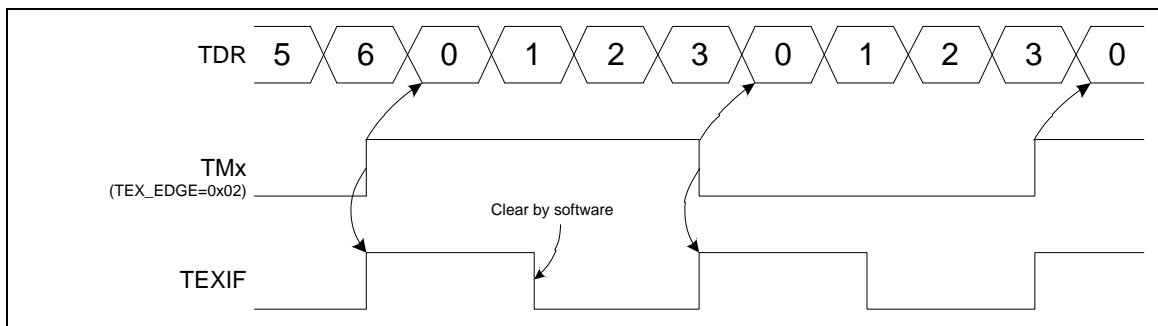 TDR 5 6 0 1 2 3 0 1 2 3 0
TMx
(TEX_EDGE=0x02)
Clear by software
TEXIF